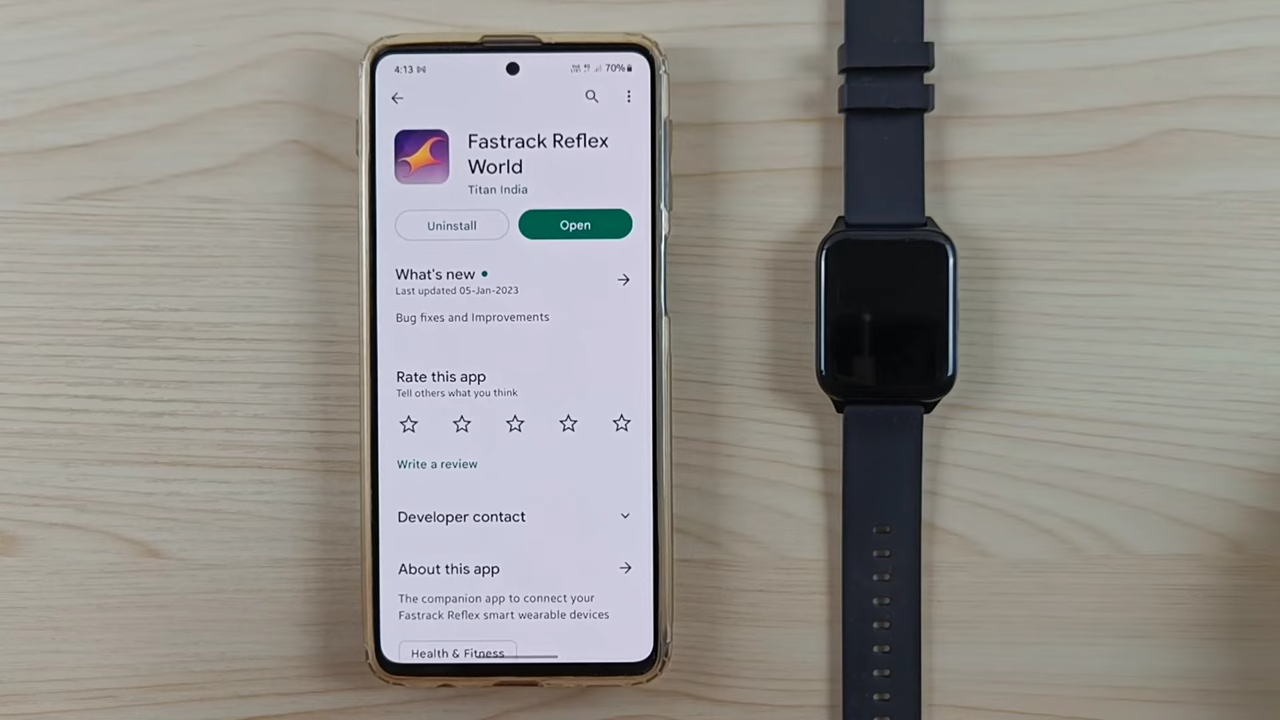 4:13
70%
Fastrack Reflex
World
Titan India
Uninstall
Open
What's new
Last updated 05-Jan-2023
Bug fixes and Improvements
Rate this app
Tell others what you think
Write a review
Developer contact
About this app
The companion app to connect your
Fastrack Reflex smart wearable devices
Health & Fitness